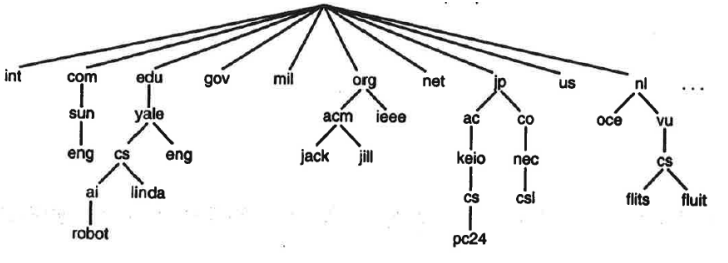 int com edu gov mil org net jp us nl ...
sun yale acm ieee ac co oce vu
eng cs eng jack jill keio nec cs
ai linda cs csl flits fluit
robot pc24